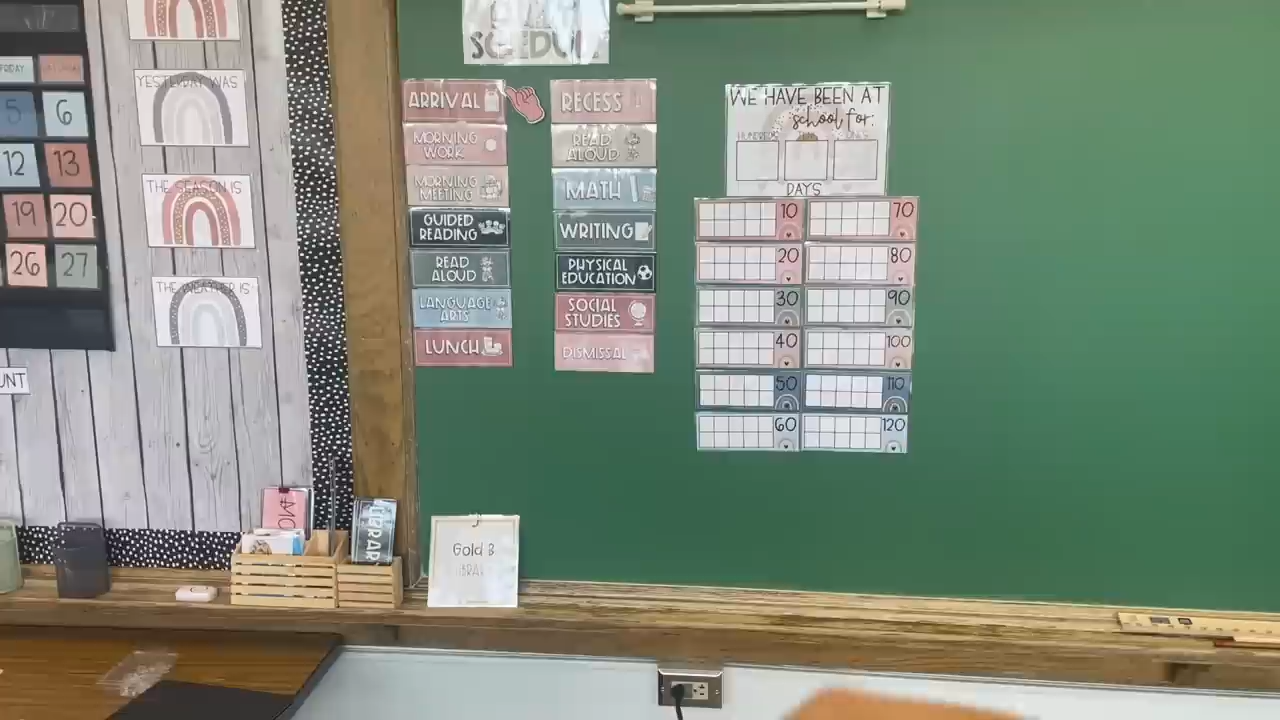 SCHEDULE
YESTERDAY WAS
THE SEASON IS
THE WEATHER IS
5
6
12
13
19
20
26
27
ARRIVAL
MORNING
WORK
MORNING
MEETING
GUIDED
READING
READ
ALOUD
LANGUAGE
ARTS
LUNCH
RECESS
READ
ALOUD
MATH
WRITING
PHYSICAL
EDUCATION
SOCIAL
STUDIES
DISMISSAL
WE HAVE BEEN AT
school for:
HUNDREDS TENS ONES
DAYS
10
70
20
80
30
90
40
100
50
110
60
120
Gold B